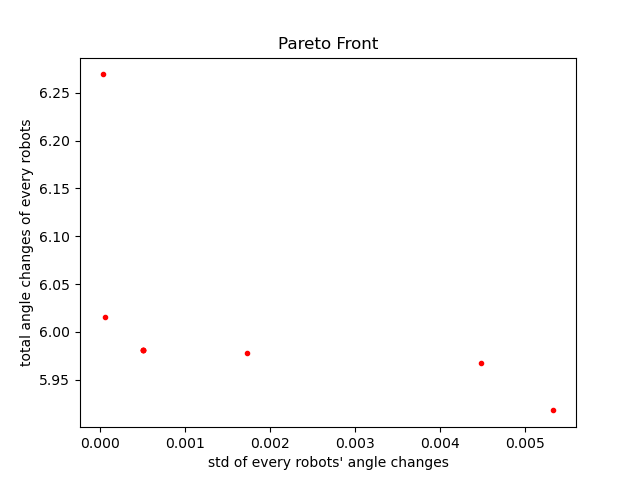 Pareto Front
total angle changes of every robots
6.25
6.20
6.15
6.10
6.05
6.00
5.95
0.000 0.001 0.002 0.003 0.004 0.005
std of every robots' angle changes